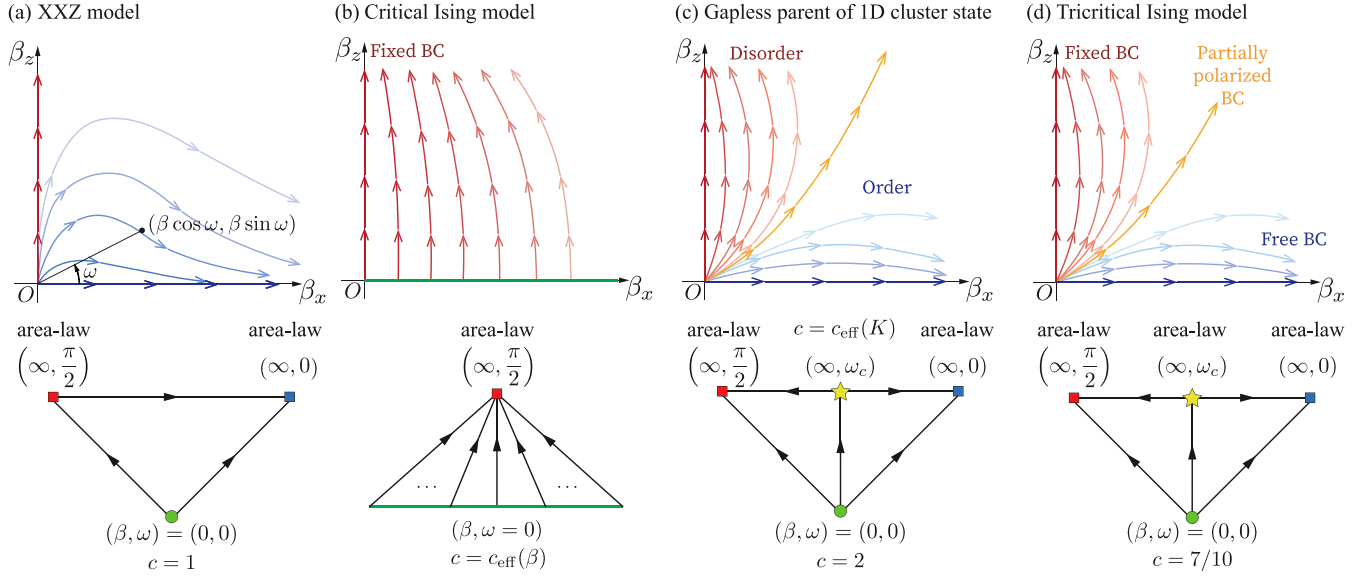 (a) XXZ model
β_z
(β cos ω, β sin ω)
ω
O
β_x
area-law
area-law
(∞, π/2)
(∞, 0)
(β, ω) = (0, 0)
c = 1
(b) Critical Ising model
β_z
Fixed BC
O
β_x
area-law
(∞, π/2)
...
...
(β, ω = 0)
c = c_eff(β)
(c) Gapless parent of 1D cluster state
β_z
Disorder
Order
O
β_x
area-law
c = c_eff(K)
area-law
(∞, π/2)
(∞, ω_c)
(∞, 0)
(β, ω) = (0, 0)
c = 2
(d) Tricritical Ising model
β_z
Fixed BC
Partially
polarized
BC
Free BC
O
β_x
area-law
area-law
area-law
(∞, π/2)
(∞, ω_c)
(∞, 0)
(β, ω) = (0, 0)
c = 7/10